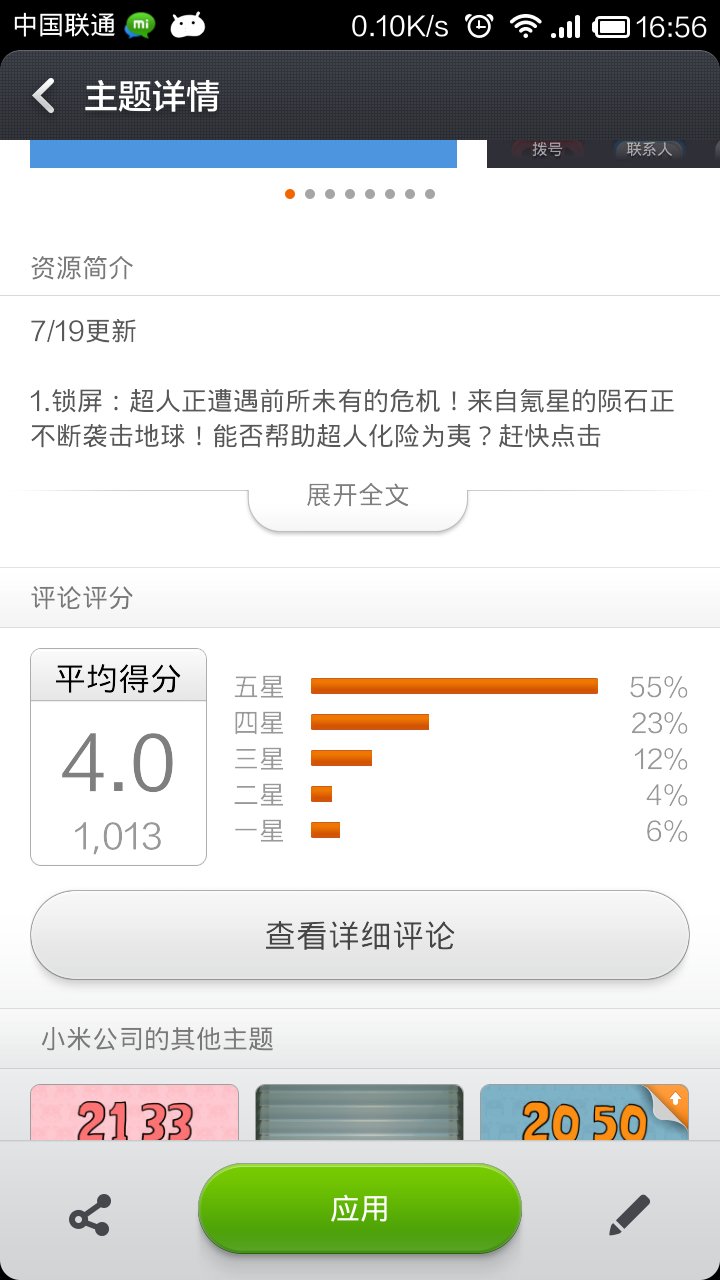 中国联通 mi 0.10K/s 16:56
主题详情
拨号 联系人
资源简介
7/19更新
1.锁屏：超人正遭遇前所未有的危机！来自氪星的陨石正
不断袭击地球！能否帮助超人化险为夷？赶快点击
展开全文
评论评分
平均得分
4.0
1,013
五星 55%
四星 23%
三星 12%
二星 4%
一星 6%
查看详细评论
小米公司的其他主题
21 33 20 50
应用